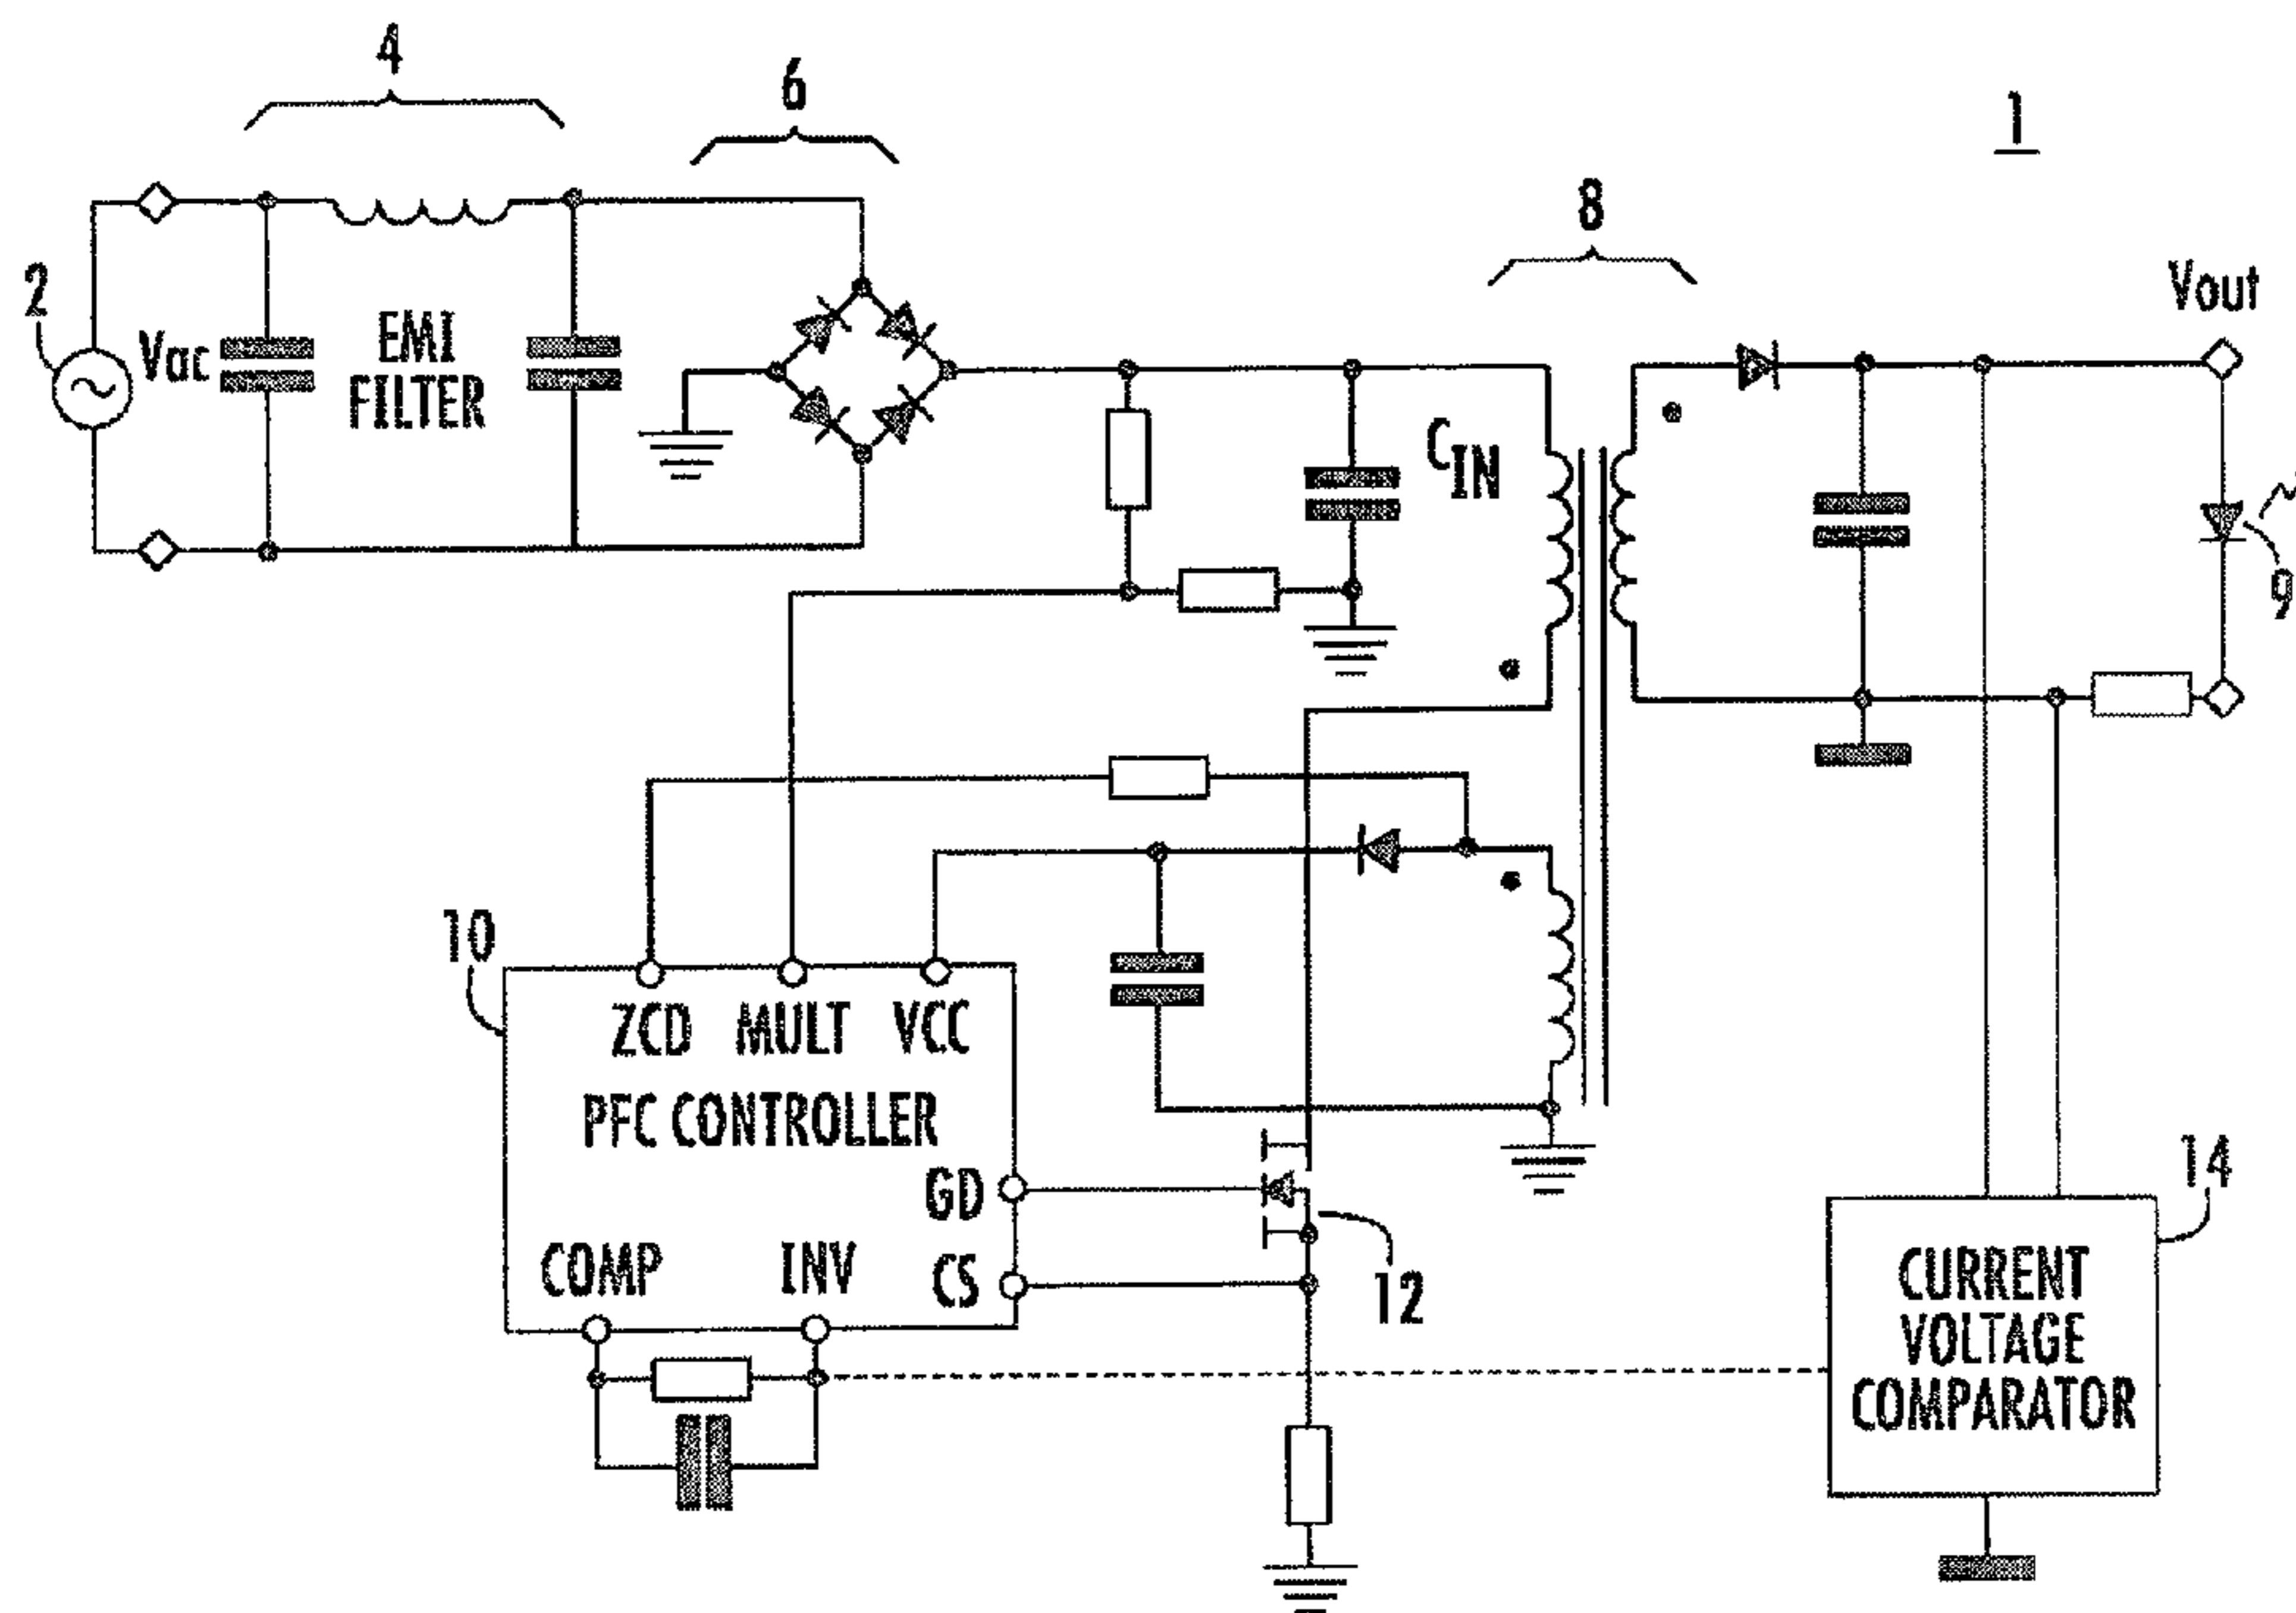 4
6
1
8
2
Vac
EMI
FILTER
Vout
CIN
9
10
ZCD MULT VCC
PFC CONTROLLER
GD
14
COMP INV CS
12
CURRENT
VOLTAGE
COMPARATOR